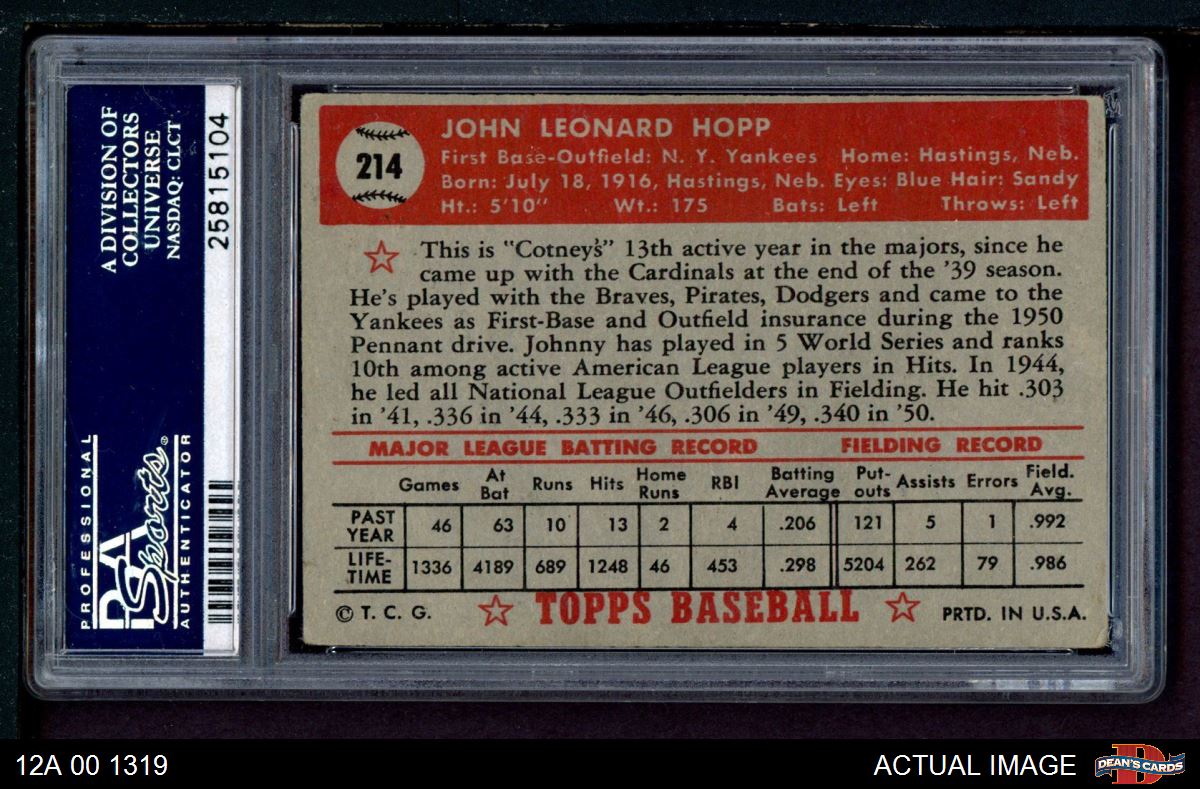 A DIVISION OF
COLLECTORS
UNIVERSE
NASDAQ: CLCT
25815104
PROFESSIONAL
PSA
Sports®
AUTHENTICATOR
214
JOHN LEONARD HOPP
First Base-Outfield: N. Y. Yankees Home: Hastings, Neb.
Born: July 18, 1916, Hastings, Neb. Eyes: Blue Hair: Sandy
Ht.: 5'10" Wt.: 175 Bats: Left Throws: Left
This is "Cotney's" 13th active year in the majors, since he
came up with the Cardinals at the end of the '39 season.
He's played with the Braves, Pirates, Dodgers and came to the
Yankees as First-Base and Outfield insurance during the 1950
Pennant drive. Johnny has played in 5 World Series and ranks
10th among active American League players in Hits. In 1944,
he led all National League Outfielders in Fielding. He hit .303
in '41, .336 in '44, .333 in '46, .306 in '49, .340 in '50.
MAJOR LEAGUE BATTING RECORD FIELDING RECORD
Games At Bat Runs Hits Home Runs RBI Batting Average Put-outs Assists Errors Field. Avg.
PAST YEAR 46 63 10 13 2 4 .206 121 5 1 .992
LIFE-TIME 1336 4189 689 1248 46 453 .298 5204 262 79 .986
© T. C. G. TOPPS BASEBALL PRTD. IN U.S.A.
12A 00 1319
ACTUAL IMAGE
D
DEAN'S CARDS